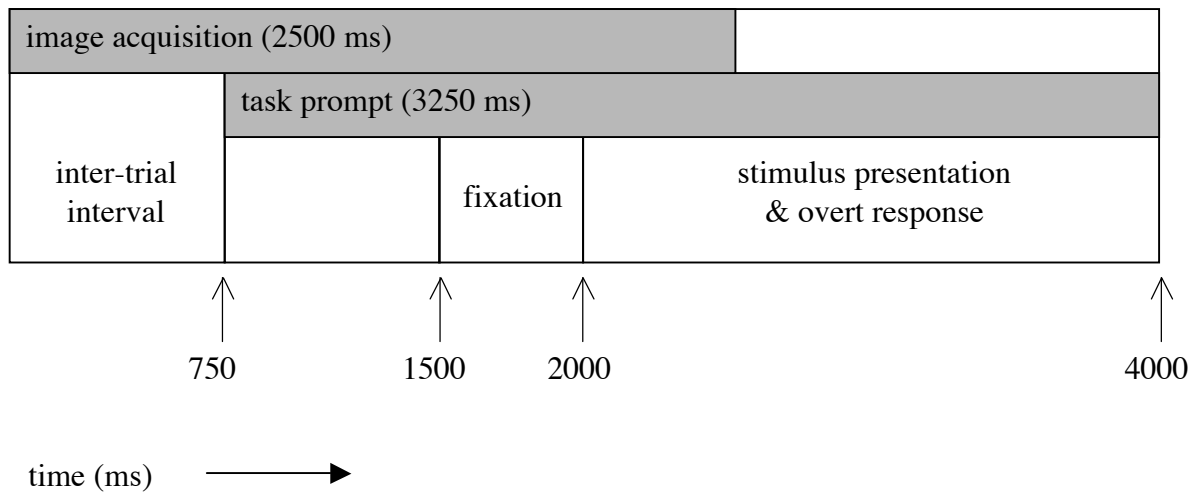 image acquisition (2500 ms)
task prompt (3250 ms)
inter-trial
interval
fixation
stimulus presentation
& overt response
750
1500
2000
4000
time (ms)